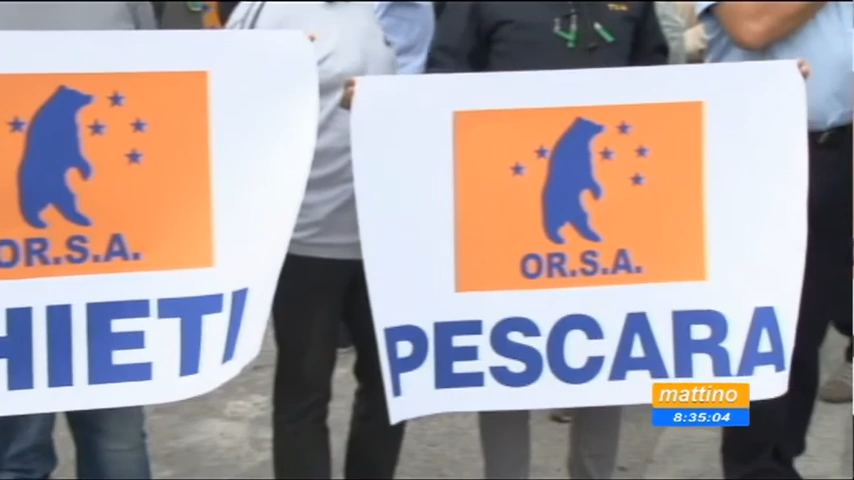 OR.S.A.
HIETI
OR.S.A.
PESCARA
mattino
8:35:04